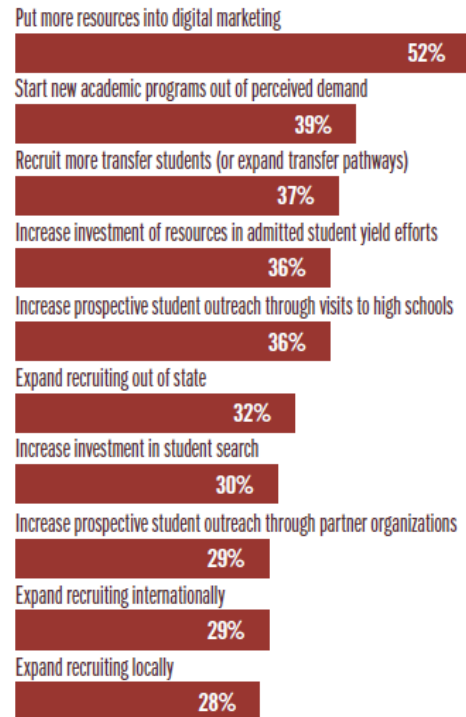 Put more resources into digital marketing
52%
Start new academic programs out of perceived demand
39%
Recruit more transfer students (or expand transfer pathways)
37%
Increase investment of resources in admitted student yield efforts
36%
Increase prospective student outreach through visits to high schools
36%
Expand recruiting out of state
32%
Increase investment in student search
30%
Increase prospective student outreach through partner organizations
29%
Expand recruiting internationally
29%
Expand recruiting locally
28%